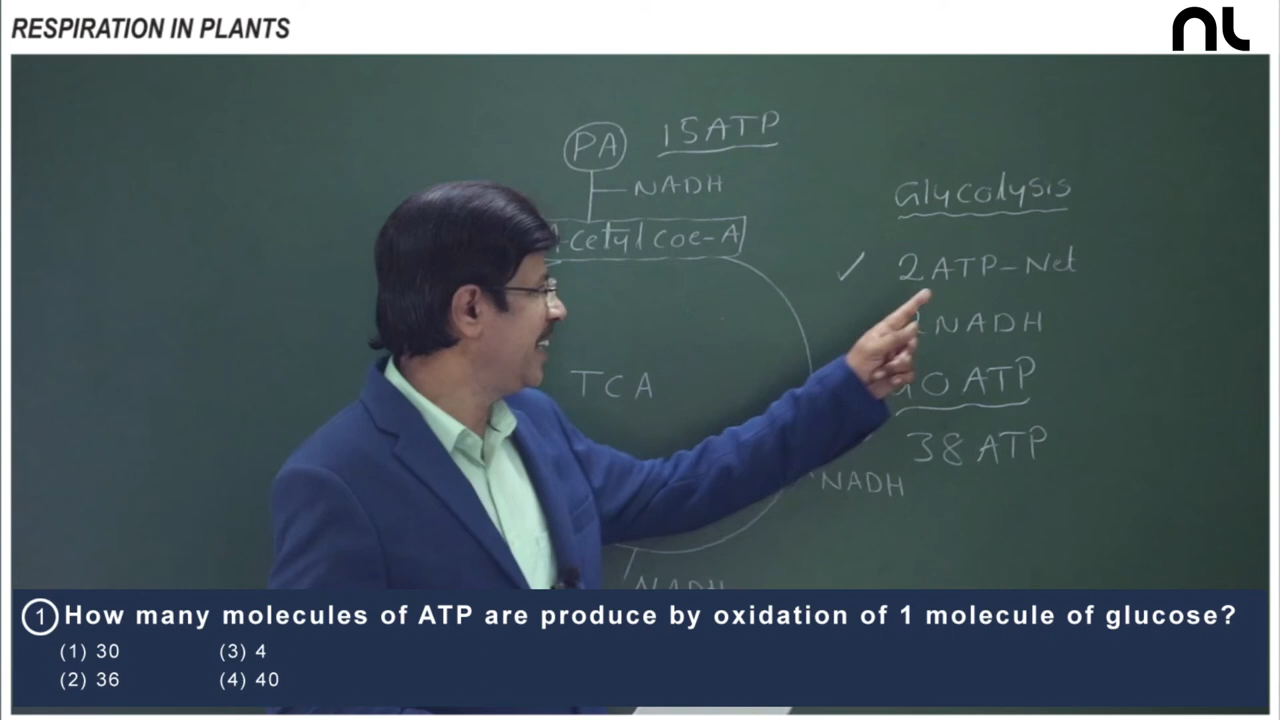 RESPIRATION IN PLANTS
nL
PA 15ATP
NADH
cetyl coe-A
TCA
NADH
NADH
Glycolysis
✓ 2ATP-Net
NADH
0 ATP
38 ATP
1 How many molecules of ATP are produce by oxidation of 1 molecule of glucose?
(1) 30 (3) 4
(2) 36 (4) 40